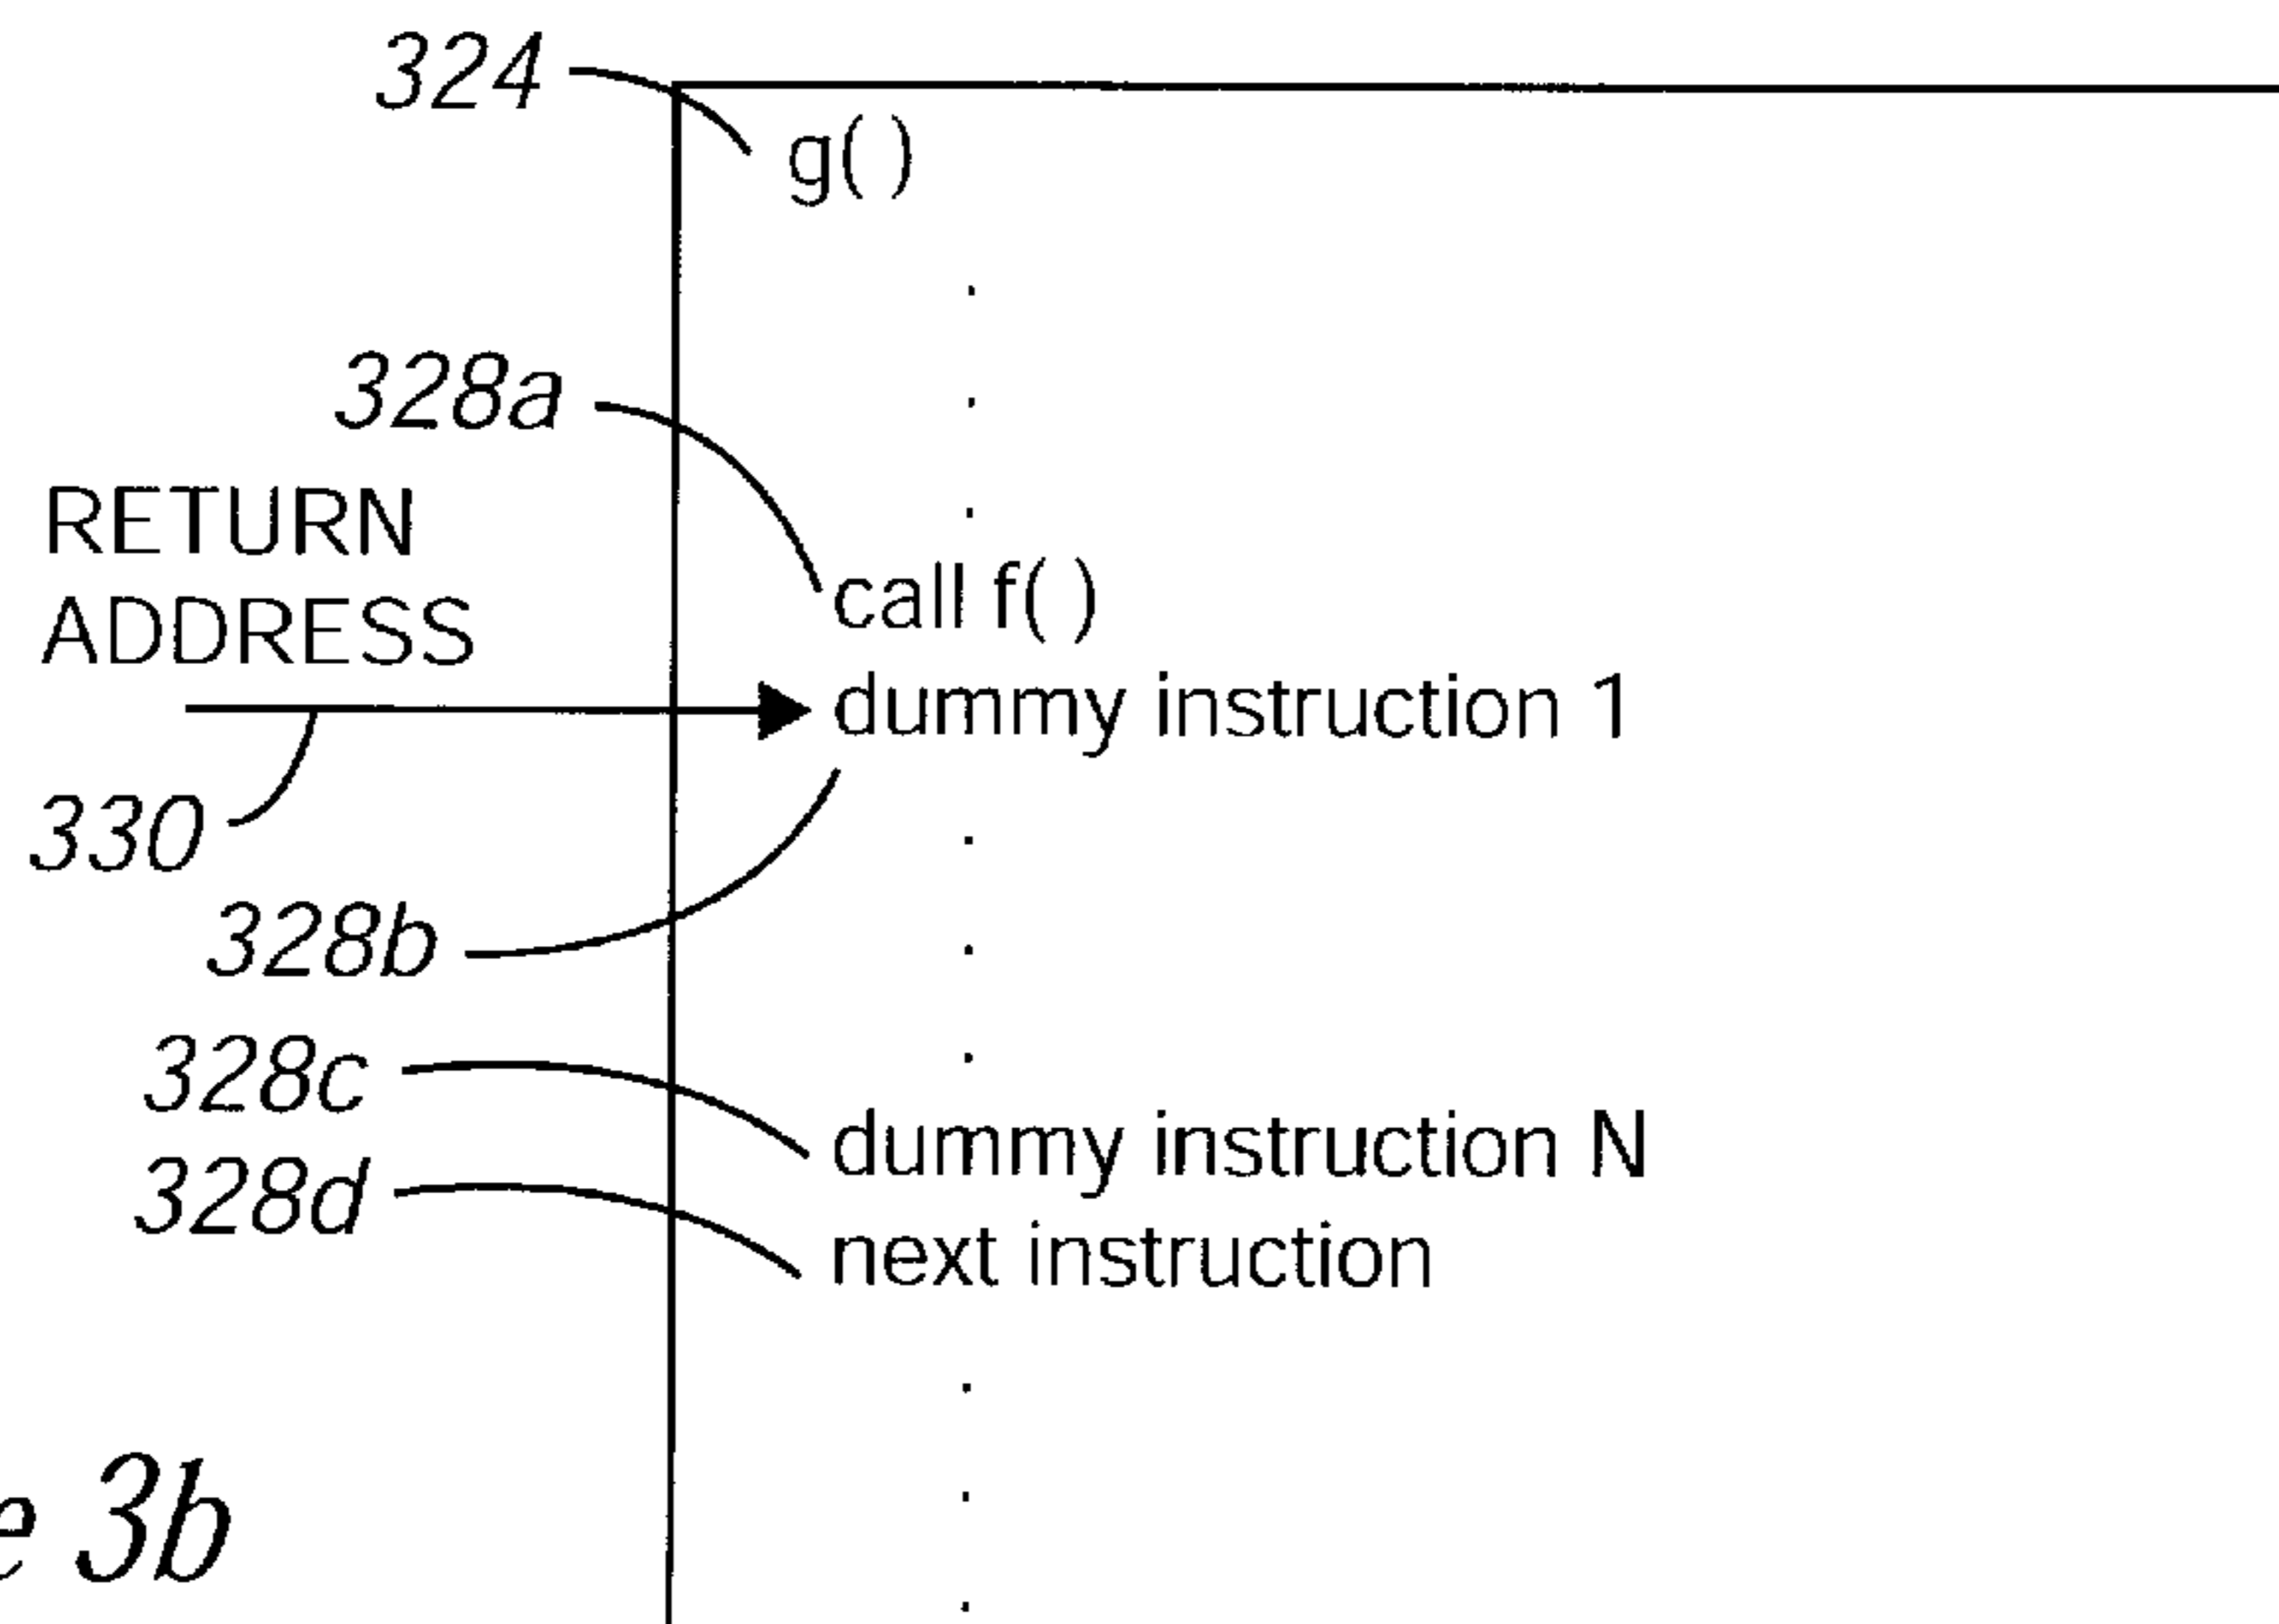 324
g( )
328a
RETURN
ADDRESS
call f( )
dummy instruction 1
330
328b
328c
dummy instruction N
328d
next instruction
3b